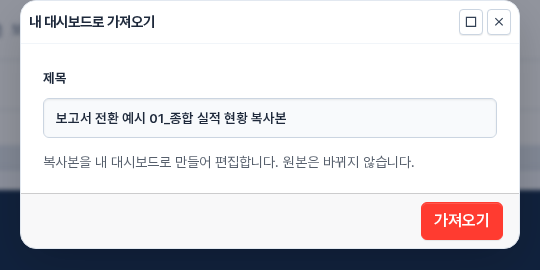 내 대시보드로 가져오기
제목
보고서 전환 예시 01_종합 실적 현황 복사본
복사본을 내 대시보드로 만들어 편집합니다. 원본은 바뀌지 않습니다.
가져오기